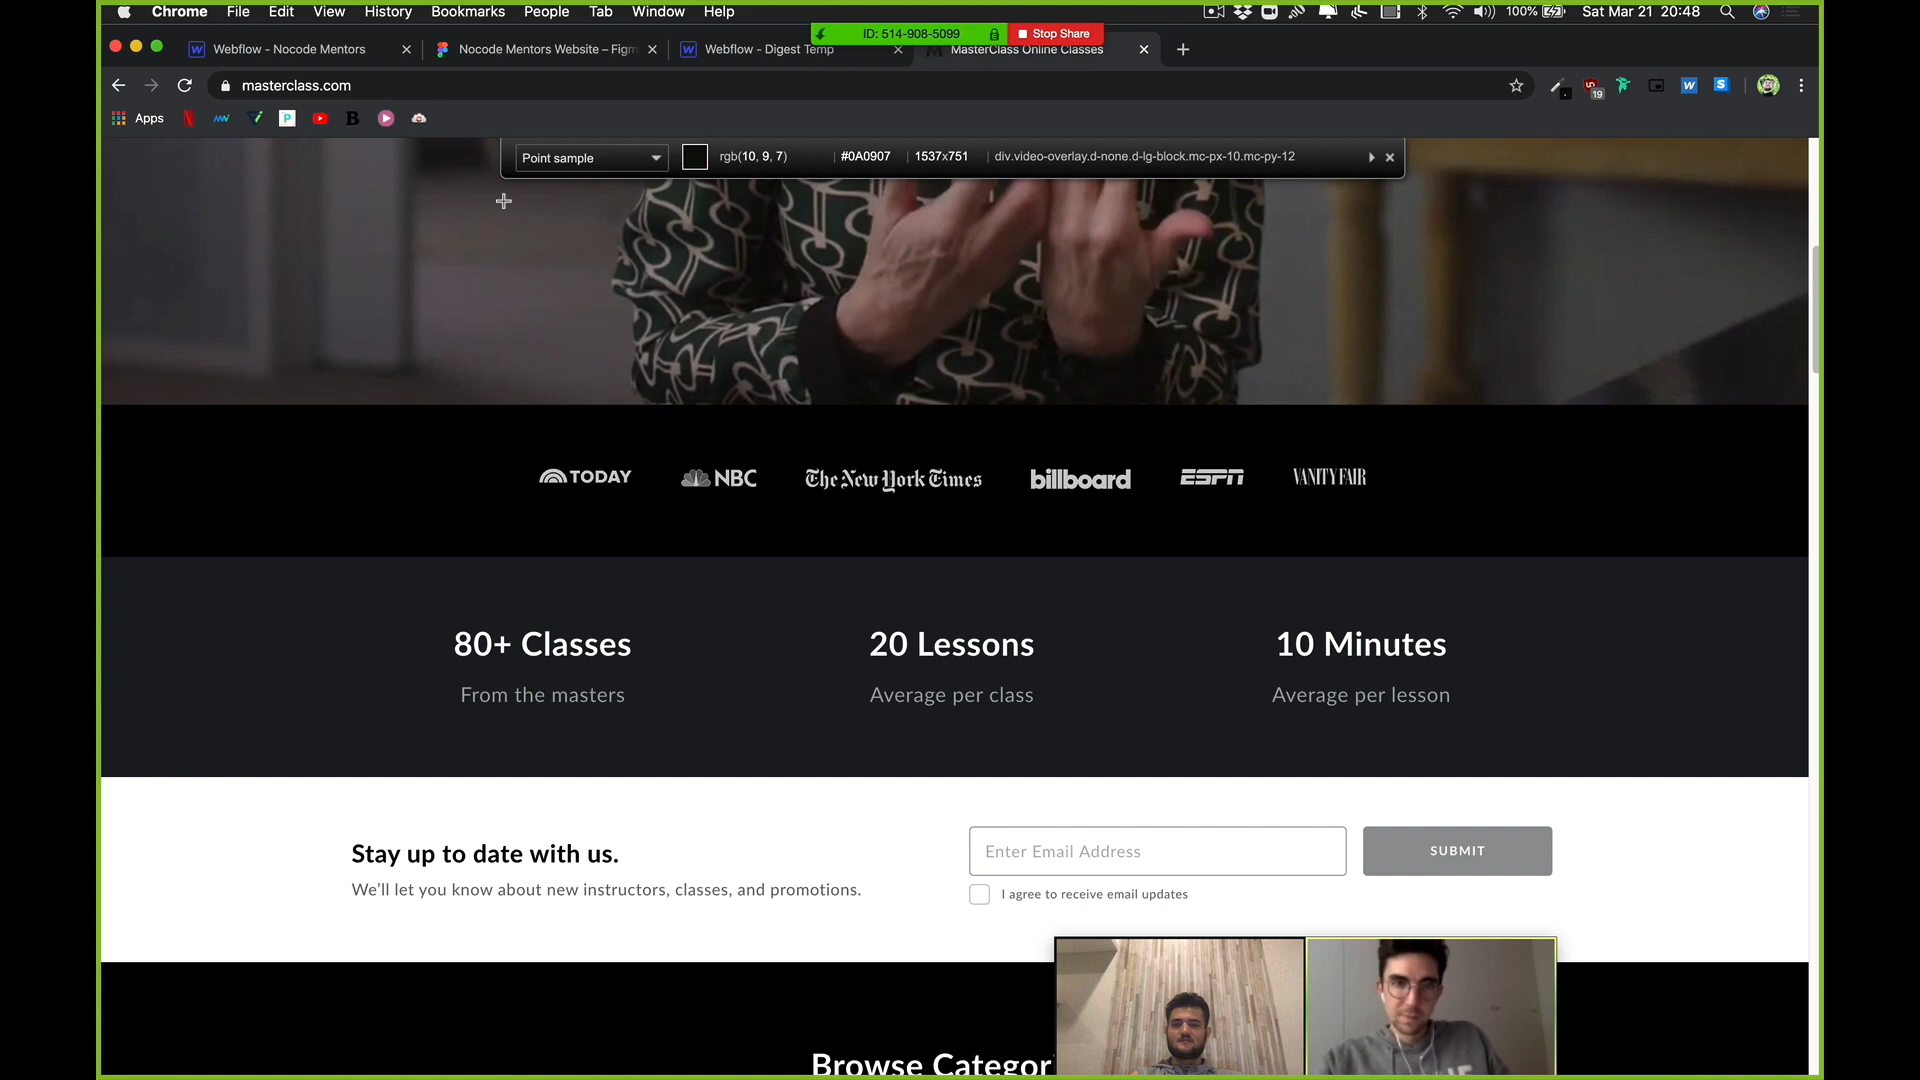 Chrome File Edit View History Bookmarks People Tab Window Help 100% Sat Mar 21 20:48
ID: 514-908-5099 Stop Share
Webflow - Nocode Mentors Nocode Mentors Website – Figm Webflow - Digest Temp MasterClass Online Classes
masterclass.com 19
Apps
Point sample rgb(10, 9, 7) #0A0907 1537x751 div.video-overlay.d-none.d-lg-block.mc-px-10.mc-py-12
TODAY NBC The New York Times billboard ESPN VANITY FAIR
80+ Classes 20 Lessons 10 Minutes
From the masters Average per class Average per lesson
Stay up to date with us.
We'll let you know about new instructors, classes, and promotions.
Enter Email Address SUBMIT
I agree to receive email updates
Browse Categor